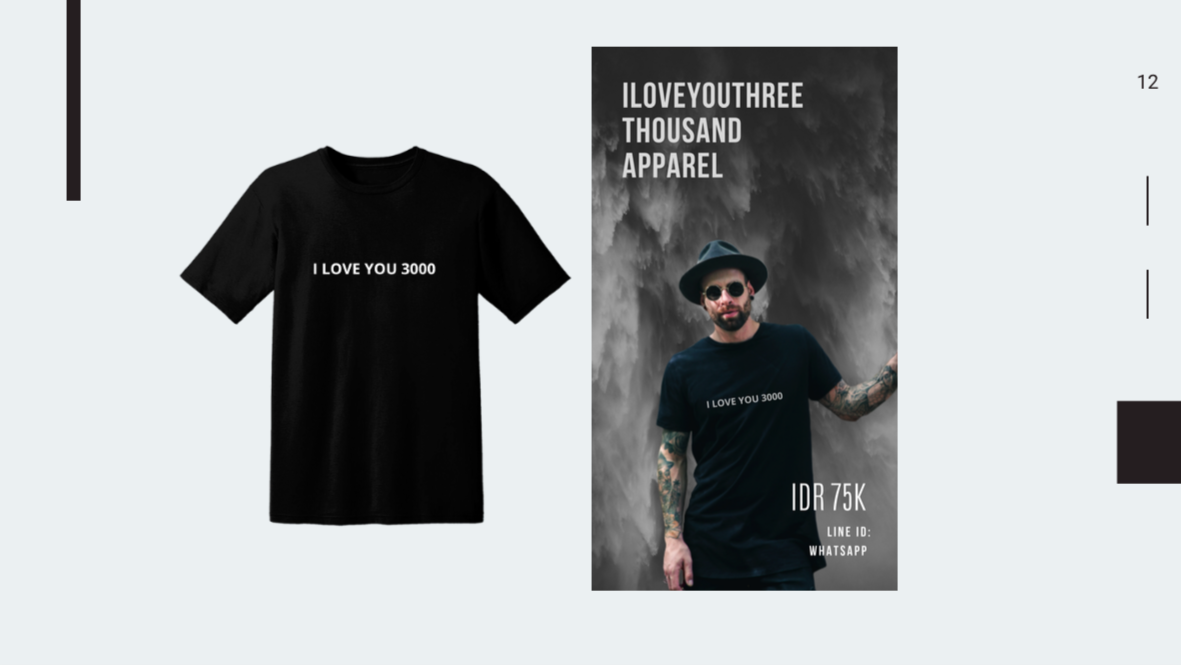 12
I LOVE YOU 3000
ILOVEYOUTHREE
THOUSAND
APPAREL
I LOVE YOU 3000
IDR 75K
LINE ID:
WHATSAPP